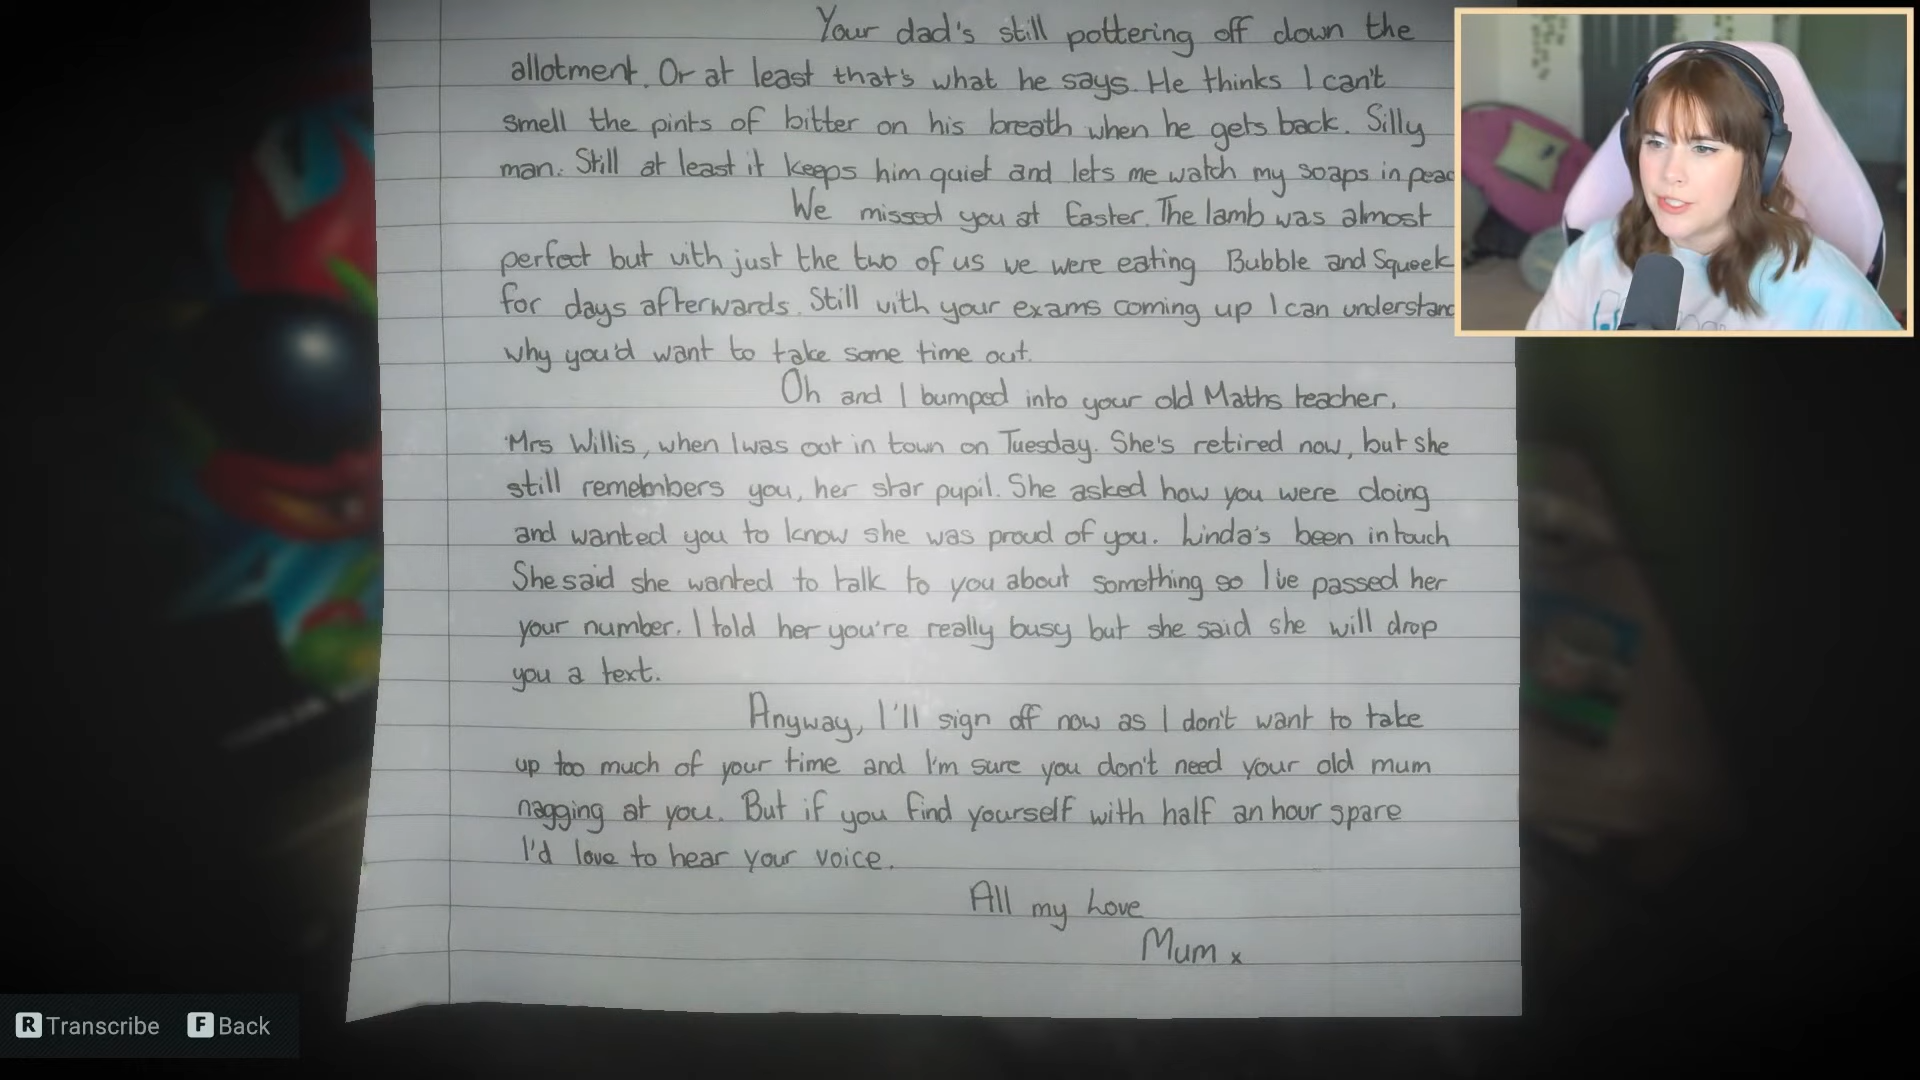 Your dad's still pottering off down the
allotment. Or at least that's what he says. He thinks I can't
smell the pints of bitter on his breath when he gets back. Silly
man. Still at least it keeps him quiet and lets me watch my soaps in peac
We missed you at Easter. The lamb was almost
perfect but with just the two of us we were eating Bubble and Squeek
for days afterwards. Still with your exams coming up I can understand
why you'd want to take some time out.
Oh and I bumped into your old Maths teacher,
Mrs Willis, when I was out in town on Tuesday. She's retired now, but she
still remembers you, her star pupil. She asked how you were doing
and wanted you to know she was proud of you. Linda's been in touch
She said she wanted to talk to you about something so I've passed her
your number. I told her you're really busy but she said she will drop
you a text.
Anyway, I'll sign off now as I don't want to take
up too much of your time and I'm sure you don't need your old mum
nagging at you. But if you find yourself with half an hour spare
I'd love to hear your voice.
All my Love
Mum x
R Transcribe F Back